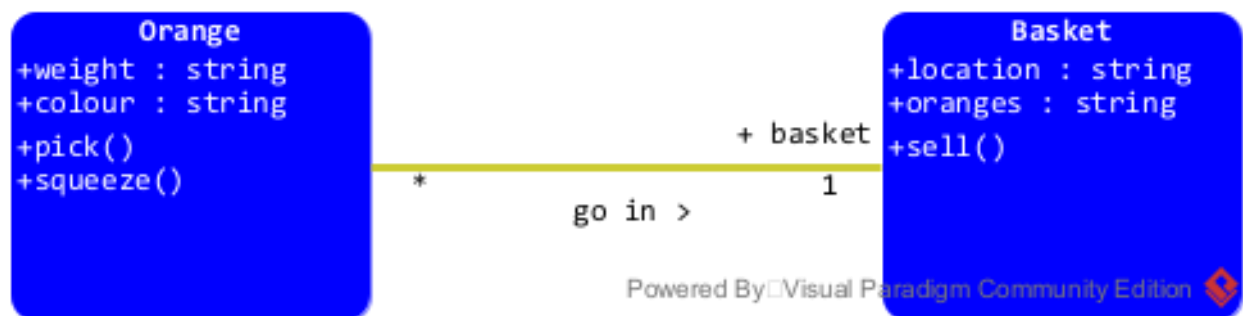 Orange
+weight : string
+colour : string
+pick()
+squeeze()
*
go in >
+ basket
1
Basket
+location : string
+oranges : string
+sell()
Powered By Visual Paradigm Community Edition